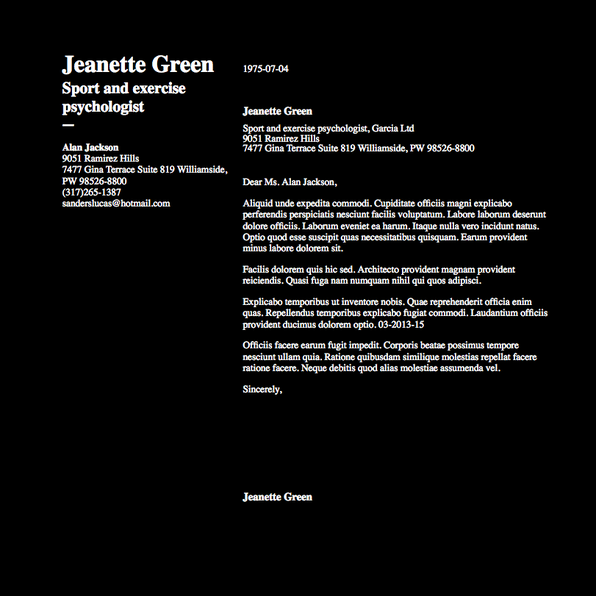 Jeanette Green
Sport and exercise
psychologist
—
Alan Jackson
9051 Ramirez Hills
7477 Gina Terrace Suite 819 Williamside,
PW 98526-8800
(317)265-1387
sanderslucas@hotmail.com
1975-07-04
Jeanette Green
Sport and exercise psychologist, Garcia Ltd
9051 Ramirez Hills
7477 Gina Terrace Suite 819 Williamside, PW 98526-8800
Dear Ms. Alan Jackson,
Aliquid unde expedita commodi. Cupiditate officiis magni explicabo
perferendis perspiciatis nesciunt facilis voluptatum. Labore laborum deserunt
dolore officiis. Laborum eveniet ea harum. Itaque nulla vero incidunt natus.
Optio quod esse suscipit quas necessitatibus quisquam. Earum provident
minus labore dolorem sit.
Facilis dolorem quis hic sed. Architecto provident magnam provident
reiciendis. Quasi fuga nam numquam nihil qui quos adipisci.
Explicabo temporibus ut inventore nobis. Quae reprehenderit officia enim
quas. Repellendus temporibus explicabo fugiat commodi. Laudantium officiis
provident ducimus dolorem optio. 03-2013-15
Officiis facere earum fugit impedit. Corporis beatae possimus tempore
nesciunt ullam quia. Ratione quibusdam similique molestias repellat facere
ratione facere. Neque debitis quod alias molestiae assumenda vel.
Sincerely,
Jeanette Green